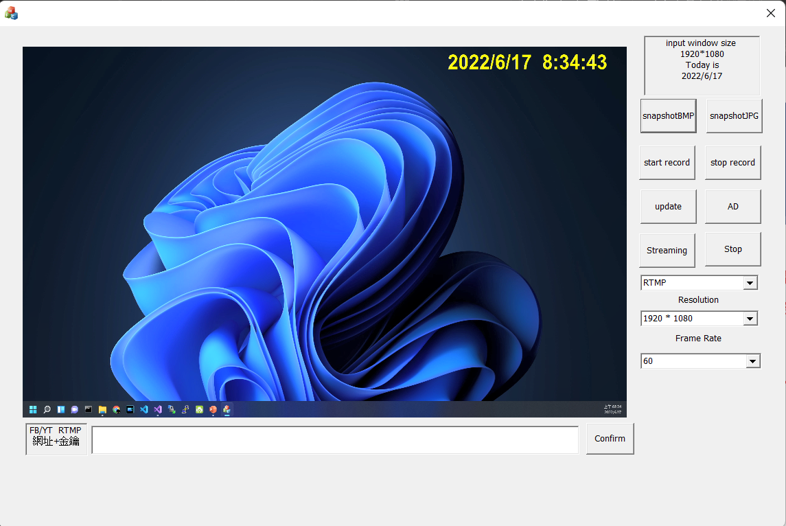 2022/6/17 8:34:43
input window size
1920*1080
Today is
2022/6/17
snapshotBMP
snapshotJPG
start record
stop record
update
AD
Streaming
Stop
RTMP
Resolution
1920 * 1080
Frame Rate
60
FB/YT RTMP
網址+金鑰
Confirm